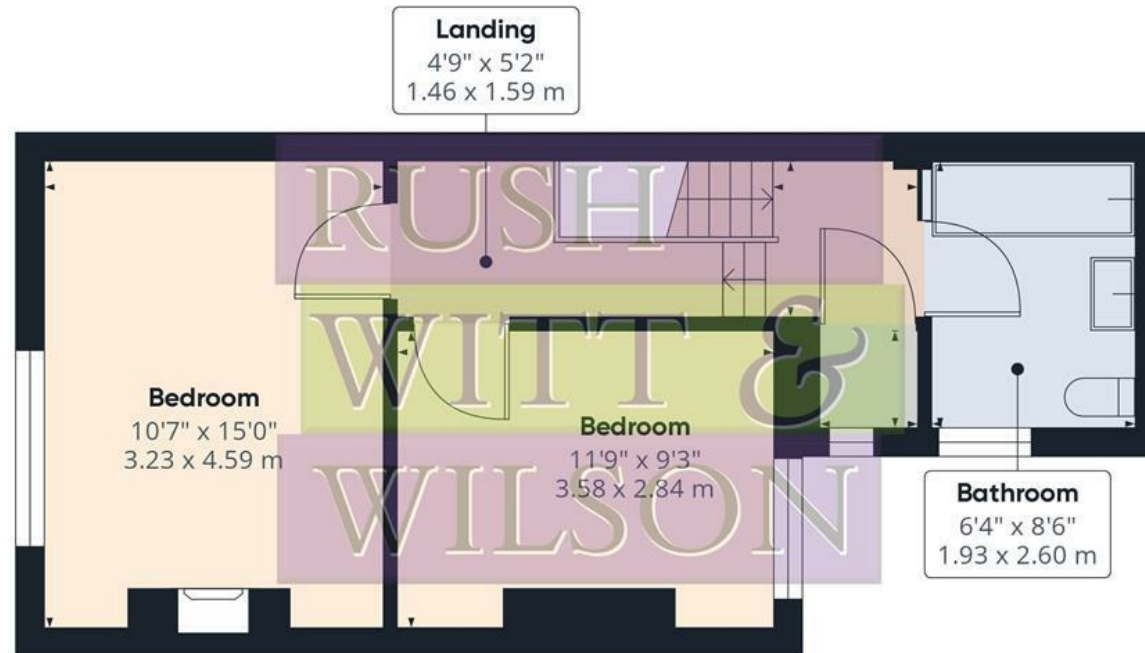 Landing
4'9" x 5'2"
1.46 x 1.59 m
RUSH
WITT &
WILSON
Bedroom
10'7" x 15'0"
3.23 x 4.59 m
Bedroom
11'9" x 9'3"
3.58 x 2.84 m
Bathroom
6'4" x 8'6"
1.93 x 2.60 m